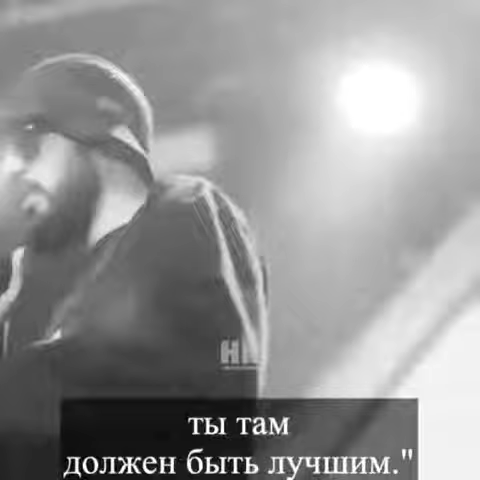 ты там
должен быть лучшим."